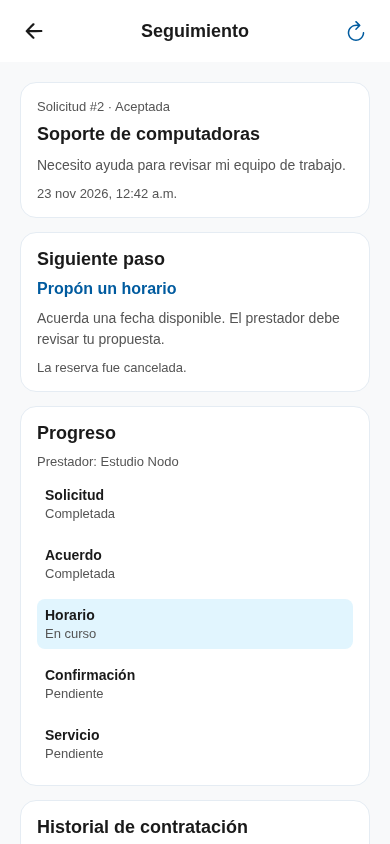 Seguimiento
Solicitud #2 · Aceptada
Soporte de computadoras
Necesito ayuda para revisar mi equipo de trabajo.
23 nov 2026, 12:42 a.m.
Siguiente paso
Propón un horario
Acuerda una fecha disponible. El prestador debe
revisar tu propuesta.
La reserva fue cancelada.
Progreso
Prestador: Estudio Nodo
Solicitud
Completada
Acuerdo
Completada
Horario
En curso
Confirmación
Pendiente
Servicio
Pendiente
Historial de contratación